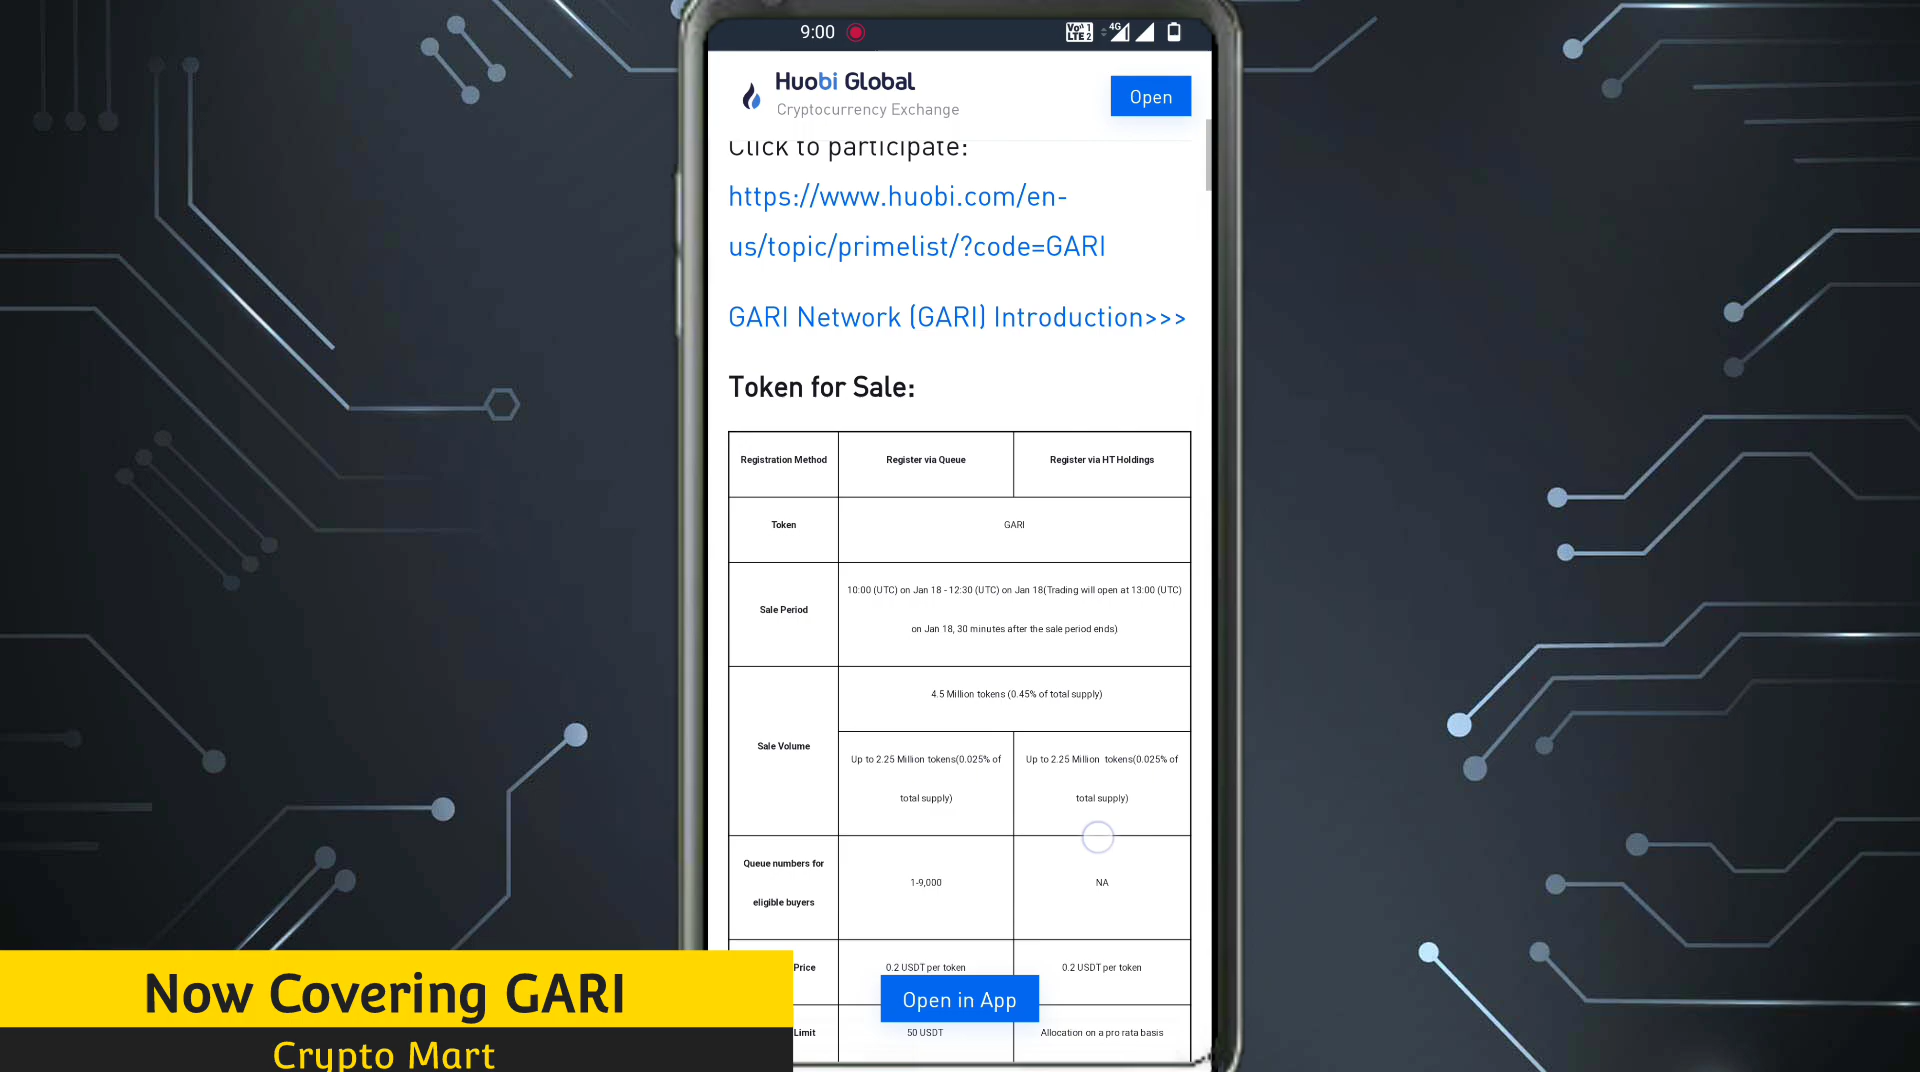 9:00
Vo)) 1
LTE 2
4G
Huobi Global
Cryptocurrency Exchange
Open
Click to participate:
https://www.huobi.com/en-
us/topic/primelist/?code=GARI
GARI Network (GARI) Introduction>>>
Token for Sale:
Registration Method
Register via Queue
Register via HT Holdings
Token
GARI
Sale Period
10:00 (UTC) on Jan 18 - 12:30 (UTC) on Jan 18(Trading will open at 13:00 (UTC)
on Jan 18, 30 minutes after the sale period ends)
Sale Volume
4.5 Million tokens (0.45% of total supply)
Up to 2.25 Million tokens(0.025% of
total supply)
Up to 2.25 Million tokens(0.025% of
total supply)
Queue numbers for
eligible buyers
1-9,000
NA
Price
0.2 USDT per token
0.2 USDT per token
Limit
50 USDT
Allocation on a pro rata basis
Open in App
Now Covering GARI
Crypto Mart